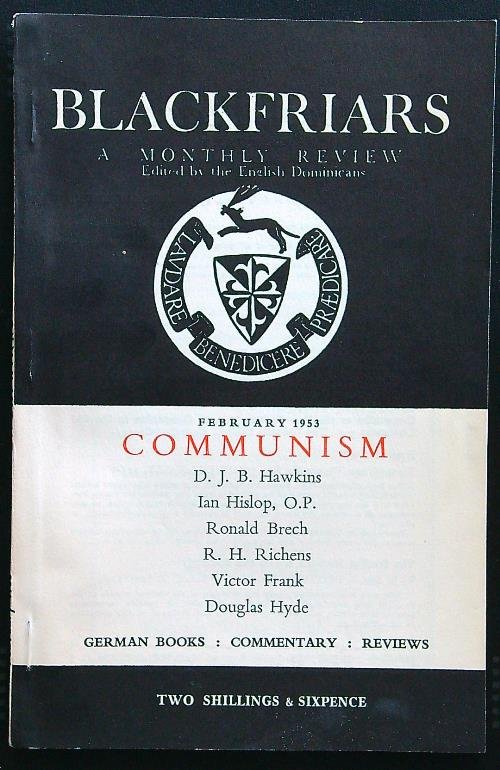 BLACKFRIARS
A MONTHLY REVIEW
Edited by the English Dominicans
LAVDARE
BENEDICERE
PRÆDICARE
FEBRUARY 1953
COMMUNISM
D. J. B. Hawkins
Ian Hislop, O.P.
Ronald Brech
R. H. Richens
Victor Frank
Douglas Hyde
GERMAN BOOKS : COMMENTARY : REVIEWS
TWO SHILLINGS & SIXPENCE